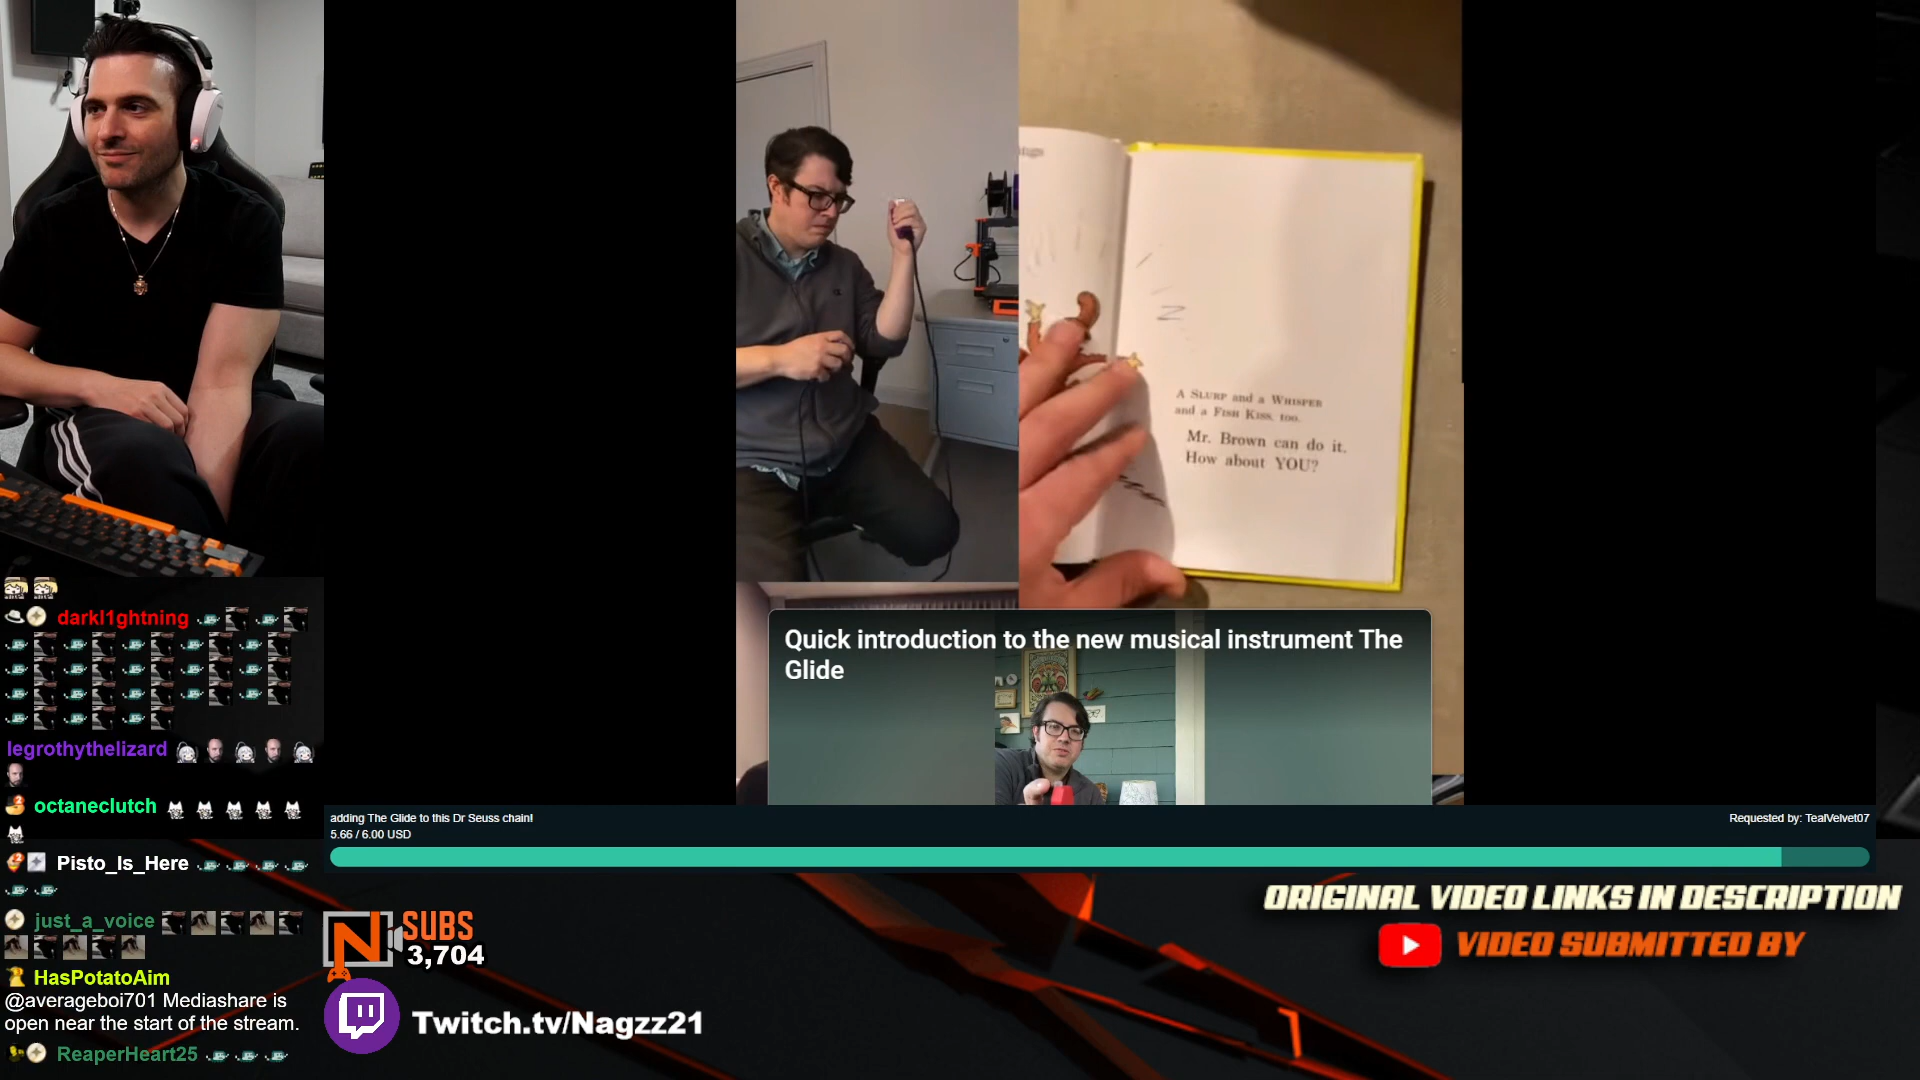 A SLURP and a WHISPER
and a FISH KISS, too.
Mr. Brown can do it.
How about YOU?
Quick introduction to the new musical instrument The
Glide
adding The Glide to this Dr Seuss chain!
5.66 / 6.00 USD
Requested by: TealVelvet07
darkl1ghtning
legrothythelizard
octaneclutch
Pisto_Is_Here
just_a_voice
HasPotatoAim
@averageboi701 Mediashare is
open near the start of the stream.
ReaperHeart25
N SUBS
3,704
Twitch.tv/Nagzz21
ORIGINAL VIDEO LINKS IN DESCRIPTION
VIDEO SUBMITTED BY